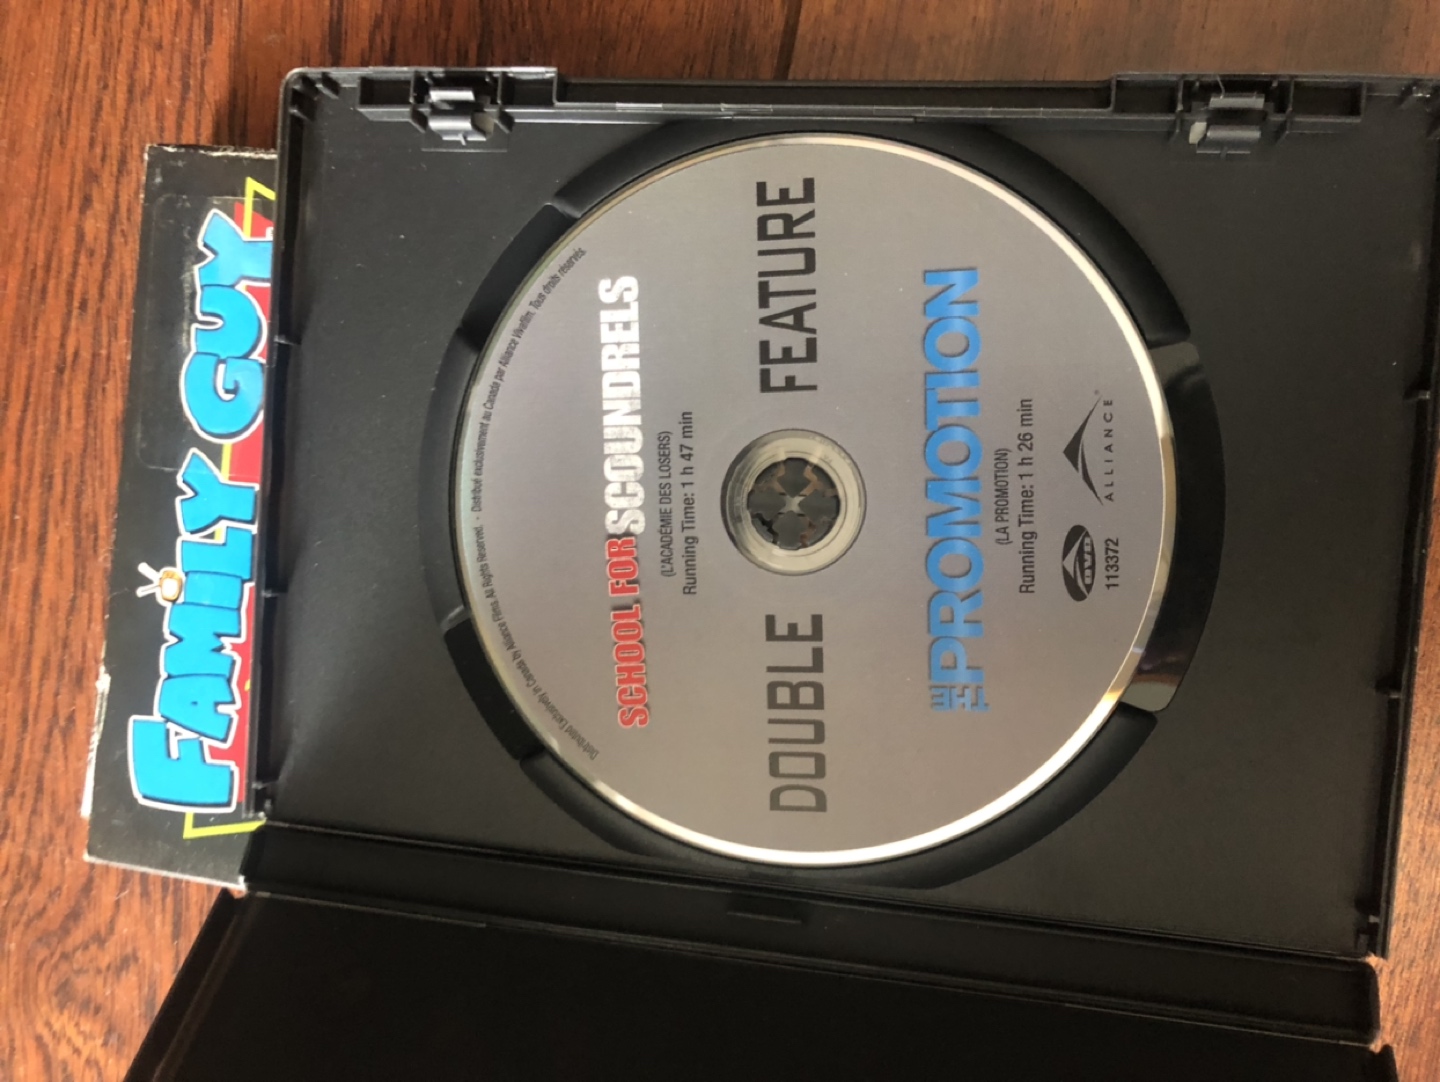 FAMILY GUY
Distributed Exclusively in Canada by Alliance Films. All Rights Reserved. - Distribué exclusivement au Canada par Alliance Vivafilm. Tous droits réservés.
SCHOOL FOR SCOUNDRELS
(L'ACADÉMIE DES LOSERS)
Running Time: 1 h 47 min
DOUBLE FEATURE
THE PROMOTION
(LA PROMOTION)
Running Time: 1 h 26 min
DVD
ALLIANCE
113372